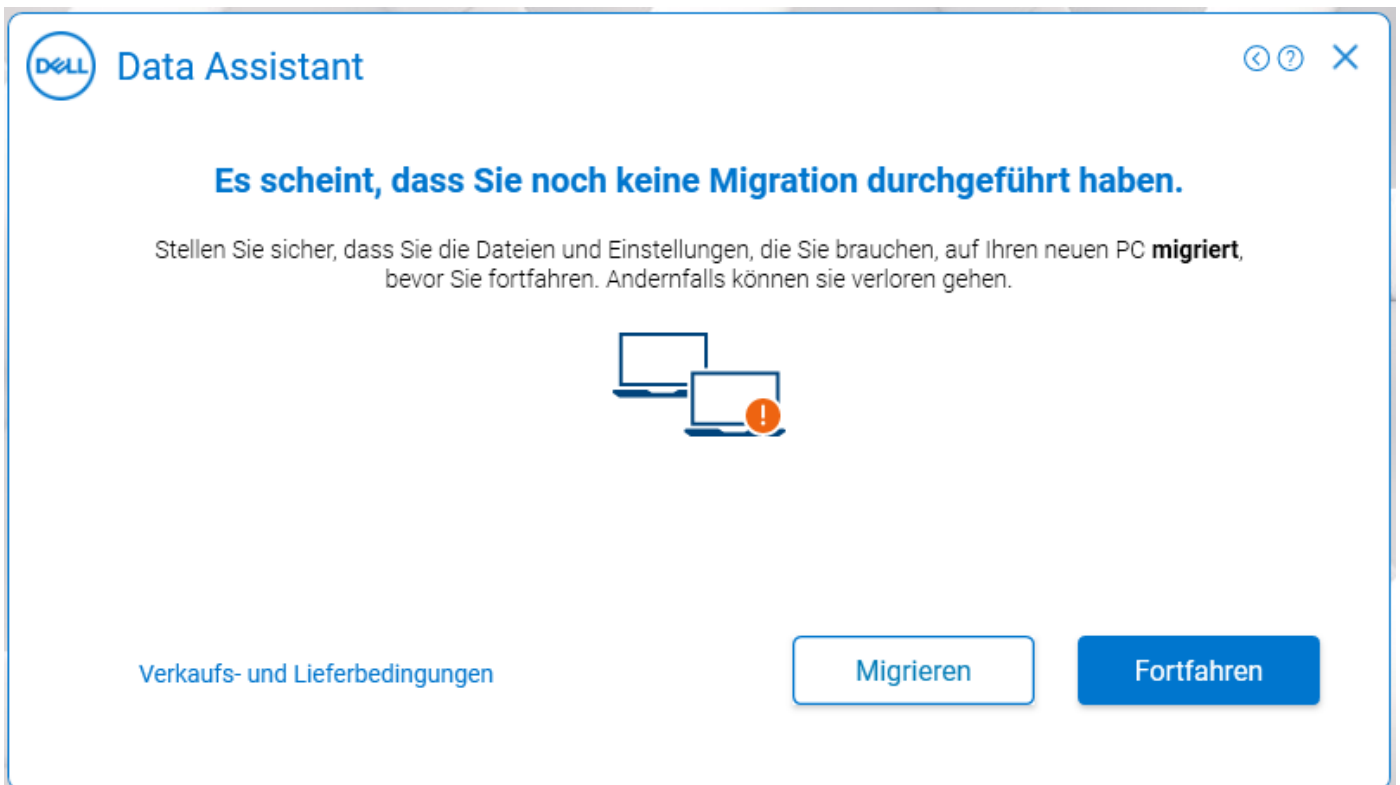 DELL Data Assistant
Es scheint, dass Sie noch keine Migration durchgeführt haben.
Stellen Sie sicher, dass Sie die Dateien und Einstellungen, die Sie brauchen, auf Ihren neuen PC migriert,
bevor Sie fortfahren. Andernfalls können sie verloren gehen.
Verkaufs- und Lieferbedingungen
Migrieren
Fortfahren